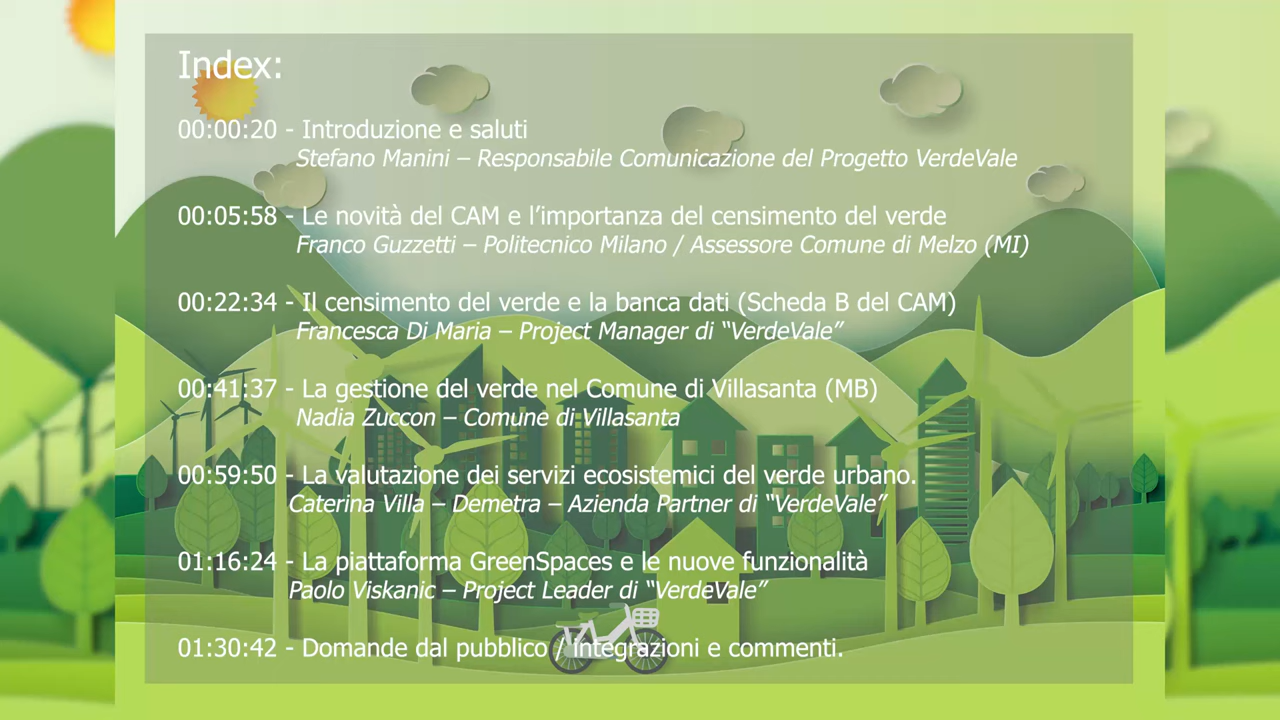 Index:
00:00:20 - Introduzione e saluti
Stefano Manini – Responsabile Comunicazione del Progetto VerdeVale
00:05:58 - Le novità del CAM e l’importanza del censimento del verde
Franco Guzzetti – Politecnico Milano / Assessore Comune di Melzo (MI)
00:22:34 - Il censimento del verde e la banca dati (Scheda B del CAM)
Francesca Di Maria – Project Manager di “VerdeVale”
00:41:37 - La gestione del verde nel Comune di Villasanta (MB)
Nadia Zuccon – Comune di Villasanta
00:59:50 - La valutazione dei servizi ecosistemici del verde urbano.
Caterina Villa – Demetra – Azienda Partner di “VerdeVale”
01:16:24 - La piattaforma GreenSpaces e le nuove funzionalità
Paolo Viskanic – Project Leader di “VerdeVale”
01:30:42 - Domande dal pubblico / integrazioni e commenti.